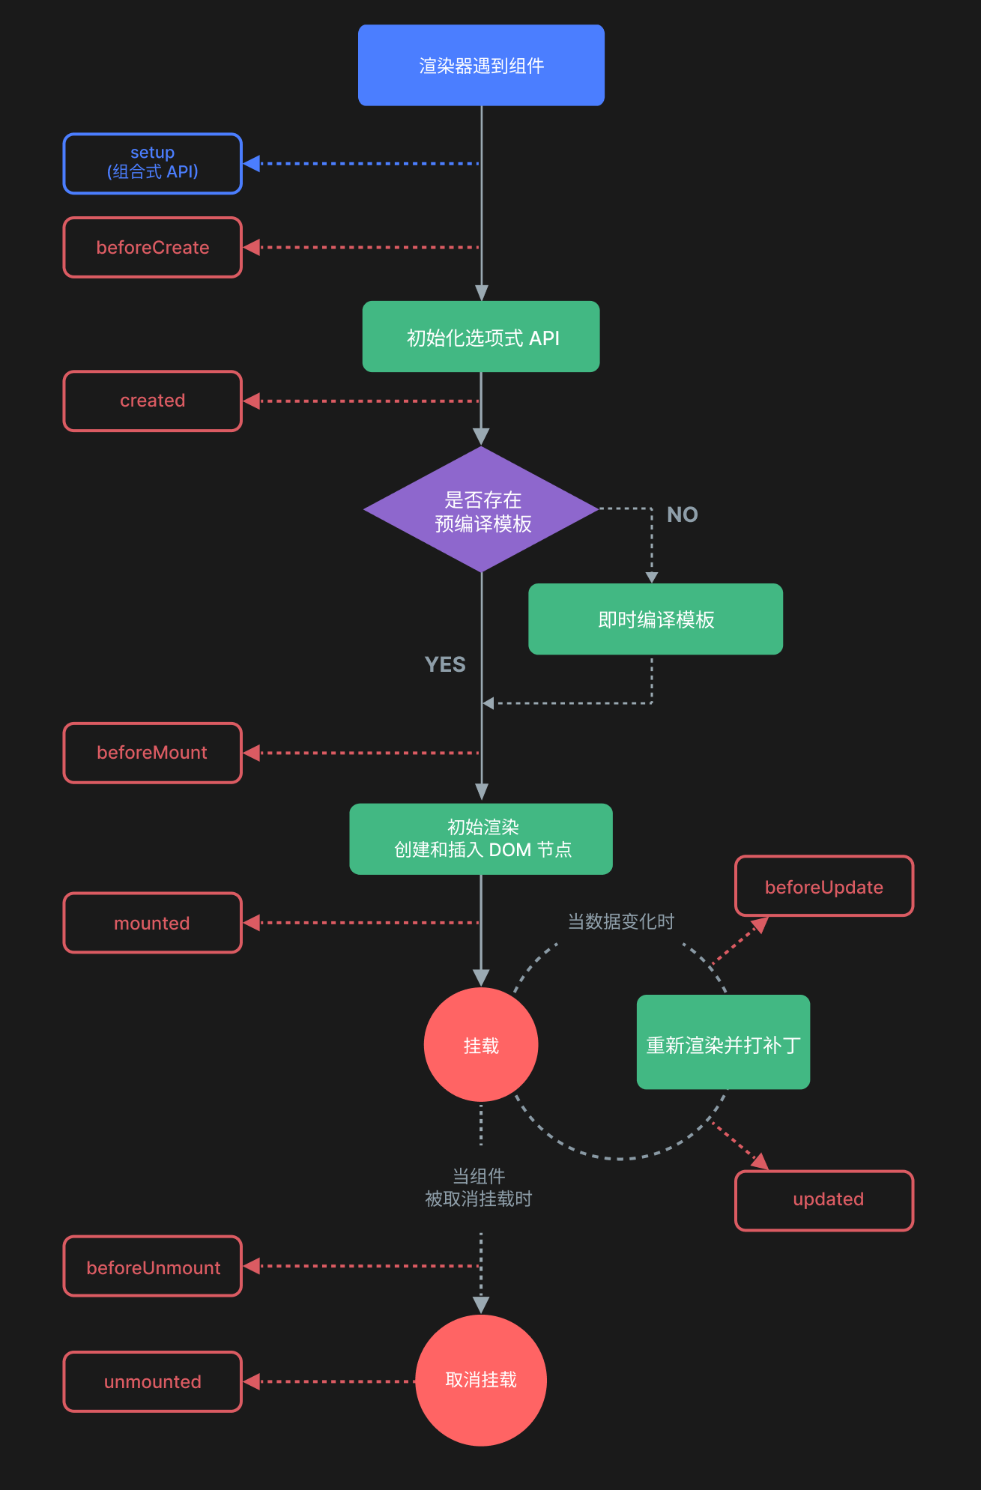 渲染器遇到组件
setup
(组合式 API)
beforeCreate
初始化选项式 API
created
是否存在
预编译模板
NO
即时编译模板
YES
beforeMount
初始渲染
创建和插入 DOM 节点
mounted
当数据变化时
beforeUpdate
挂载
重新渲染并打补丁
updated
当组件
被取消挂载时
beforeUnmount
取消挂载
unmounted